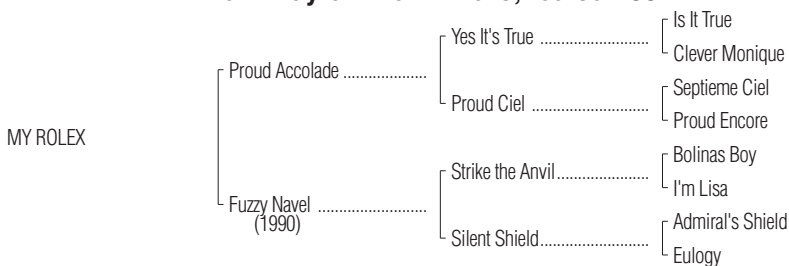 Is It True
Yes It's True ...................
Clever Monique
Proud Accolade ....................
Septieme Ciel
Proud Ciel .....................
Proud Encore
MY ROLEX
Bolinas Boy
Strike the Anvil...............
I'm Lisa
Fuzzy Navel ..........................
(1990)
Admiral's Shield
Silent Shield...................
Eulogy